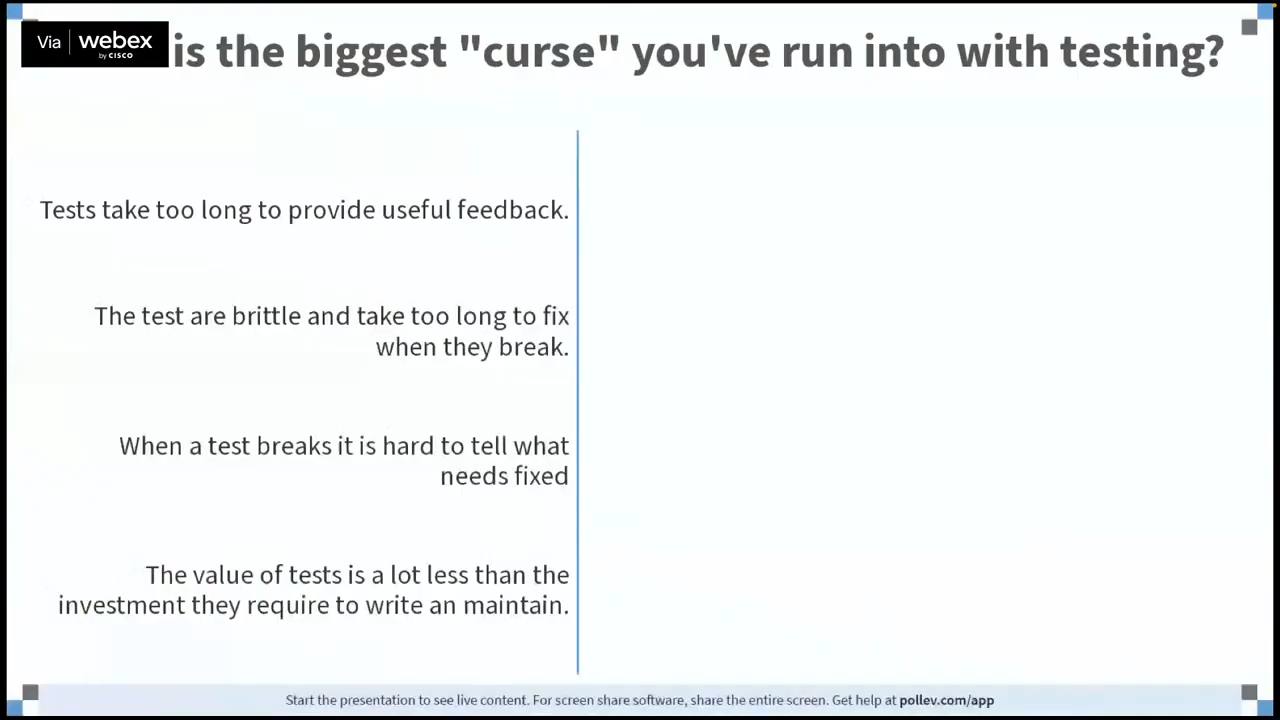 Via webex
by CISCO
is the biggest "curse" you've run into with testing?
Tests take too long to provide useful feedback.
The test are brittle and take too long to fix
when they break.
When a test breaks it is hard to tell what
needs fixed
The value of tests is a lot less than the
investment they require to write an maintain.
Start the presentation to see live content. For screen share software, share the entire screen. Get help at pollev.com/app